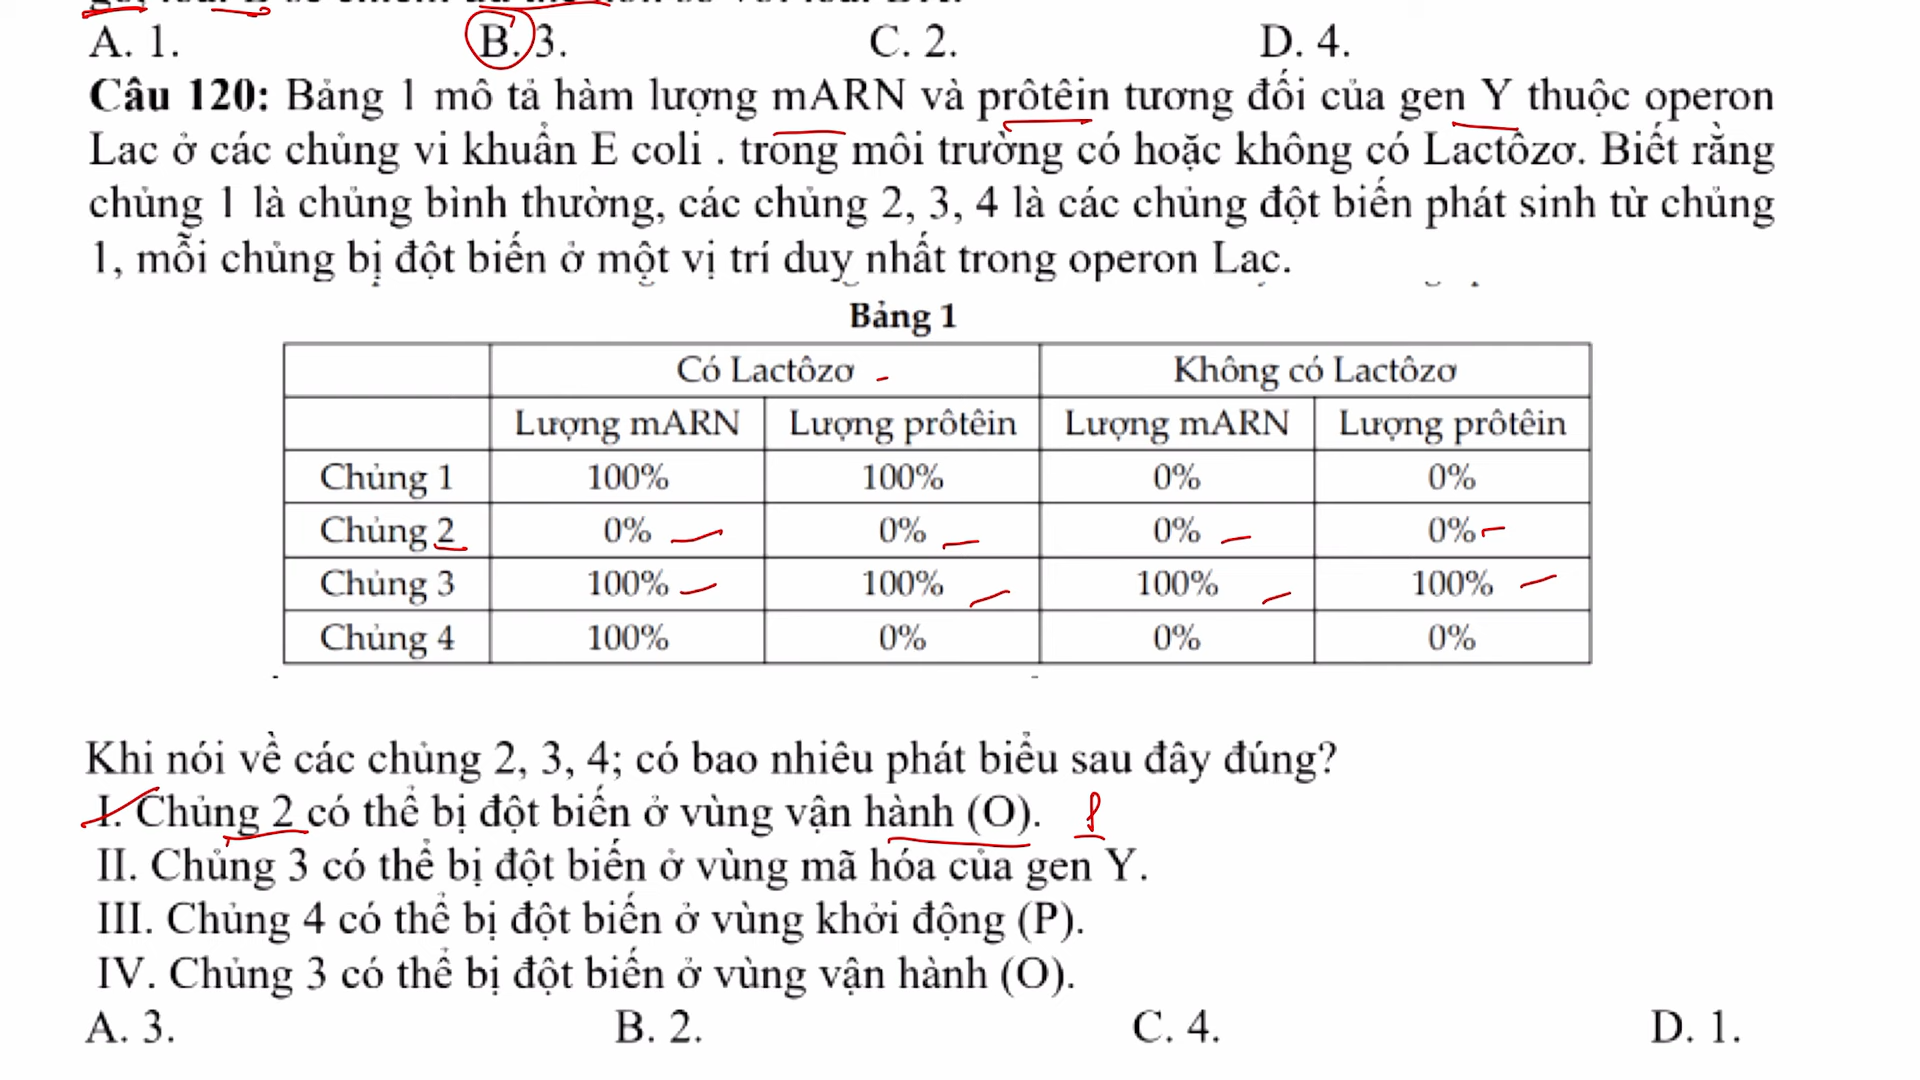 A. 1. B. 3. C. 2. D. 4.
Câu 120: Bảng 1 mô tả hàm lượng mARN và prôtêin tương đối của gen Y thuộc operon
Lac ở các chủng vi khuẩn E coli . trong môi trường có hoặc không có Lactôzơ. Biết rằng
chủng 1 là chủng bình thường, các chủng 2, 3, 4 là các chủng đột biến phát sinh từ chủng
1, mỗi chủng bị đột biến ở một vị trí duy nhất trong operon Lac.
Bảng 1
Có Lactôzơ Không có Lactôzơ
Lượng mARN Lượng prôtêin Lượng mARN Lượng prôtêin
Chủng 1 100% 100% 0% 0%
Chủng 2 0% 0% 0% 0%
Chủng 3 100% 100% 100% 100%
Chủng 4 100% 0% 0% 0%
Khi nói về các chủng 2, 3, 4; có bao nhiêu phát biểu sau đây đúng?
I. Chủng 2 có thể bị đột biến ở vùng vận hành (O). P
II. Chủng 3 có thể bị đột biến ở vùng mã hóa của gen Y.
III. Chủng 4 có thể bị đột biến ở vùng khởi động (P).
IV. Chủng 3 có thể bị đột biến ở vùng vận hành (O).
A. 3. B. 2. C. 4. D. 1.